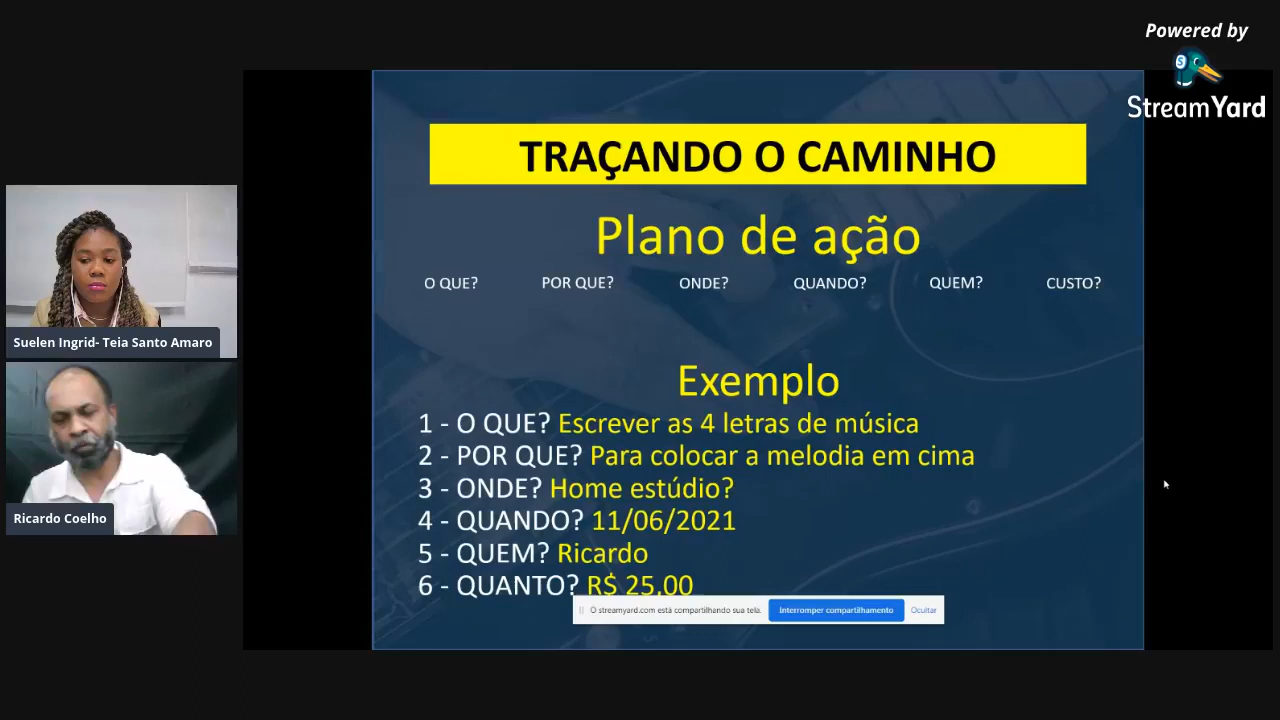 Powered by
StreamYard
TRAÇANDO O CAMINHO
Plano de ação
O QUE? POR QUE? ONDE? QUANDO? QUEM? CUSTO?
Exemplo
1 - O QUE? Escrever as 4 letras de música
2 - POR QUE? Para colocar a melodia em cima
3 - ONDE? Home estúdio?
4 - QUANDO? 11/06/2021
5 - QUEM? Ricardo
6 - QUANTO? R$ 25,00
O streamyard.com está compartilhando sua tela. Interromper compartilhamento Ocultar
Suelen Ingrid- Teia Santo Amaro
Ricardo Coelho